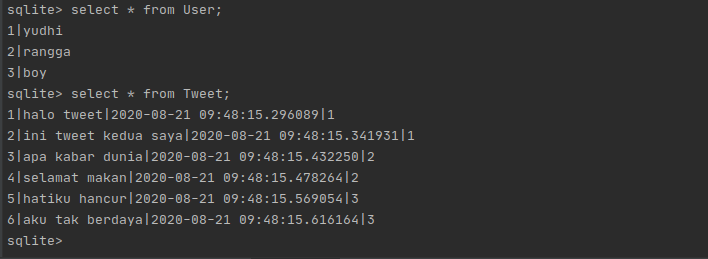 sqlite> select * from User;
1|yudhi
2|rangga
3|boy
sqlite> select * from Tweet;
1|halo tweet|2020-08-21 09:48:15.296089|1
2|ini tweet kedua saya|2020-08-21 09:48:15.341931|1
3|apa kabar dunia|2020-08-21 09:48:15.432250|2
4|selamat makan|2020-08-21 09:48:15.478264|2
5|hatiku hancur|2020-08-21 09:48:15.569054|3
6|aku tak berdaya|2020-08-21 09:48:15.616164|3
sqlite>